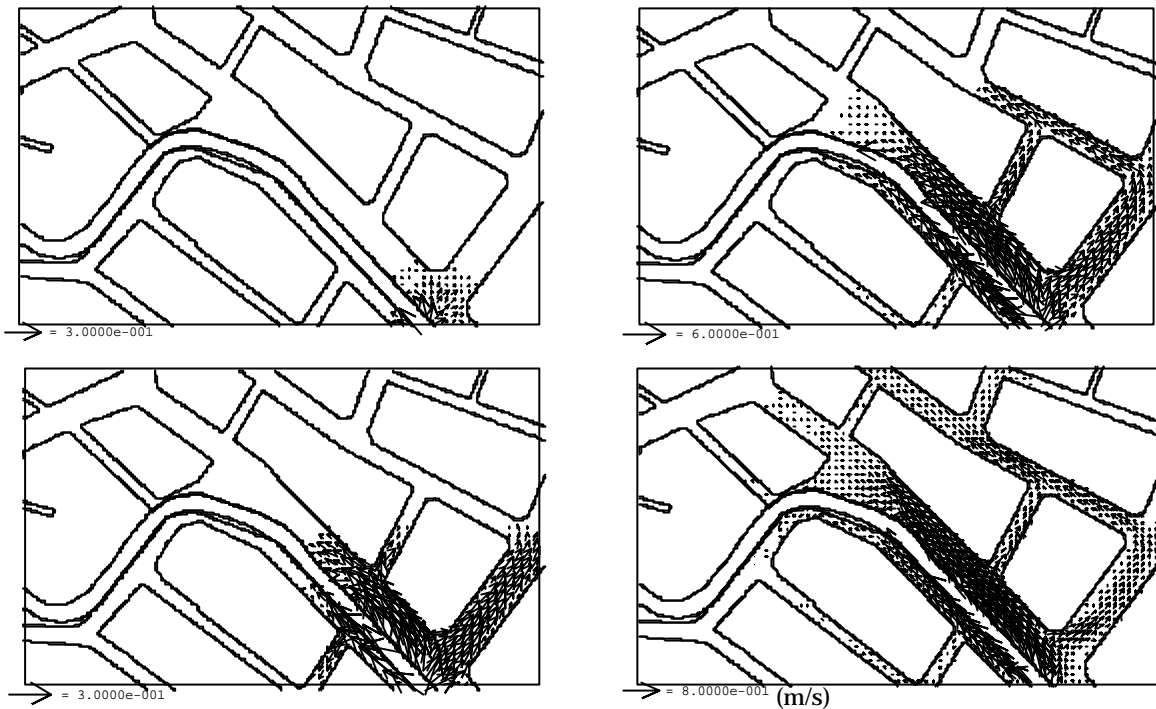 = 3.0000e-001
= 6.0000e-001
= 3.0000e-001
= 8.0000e-001
(m/s)